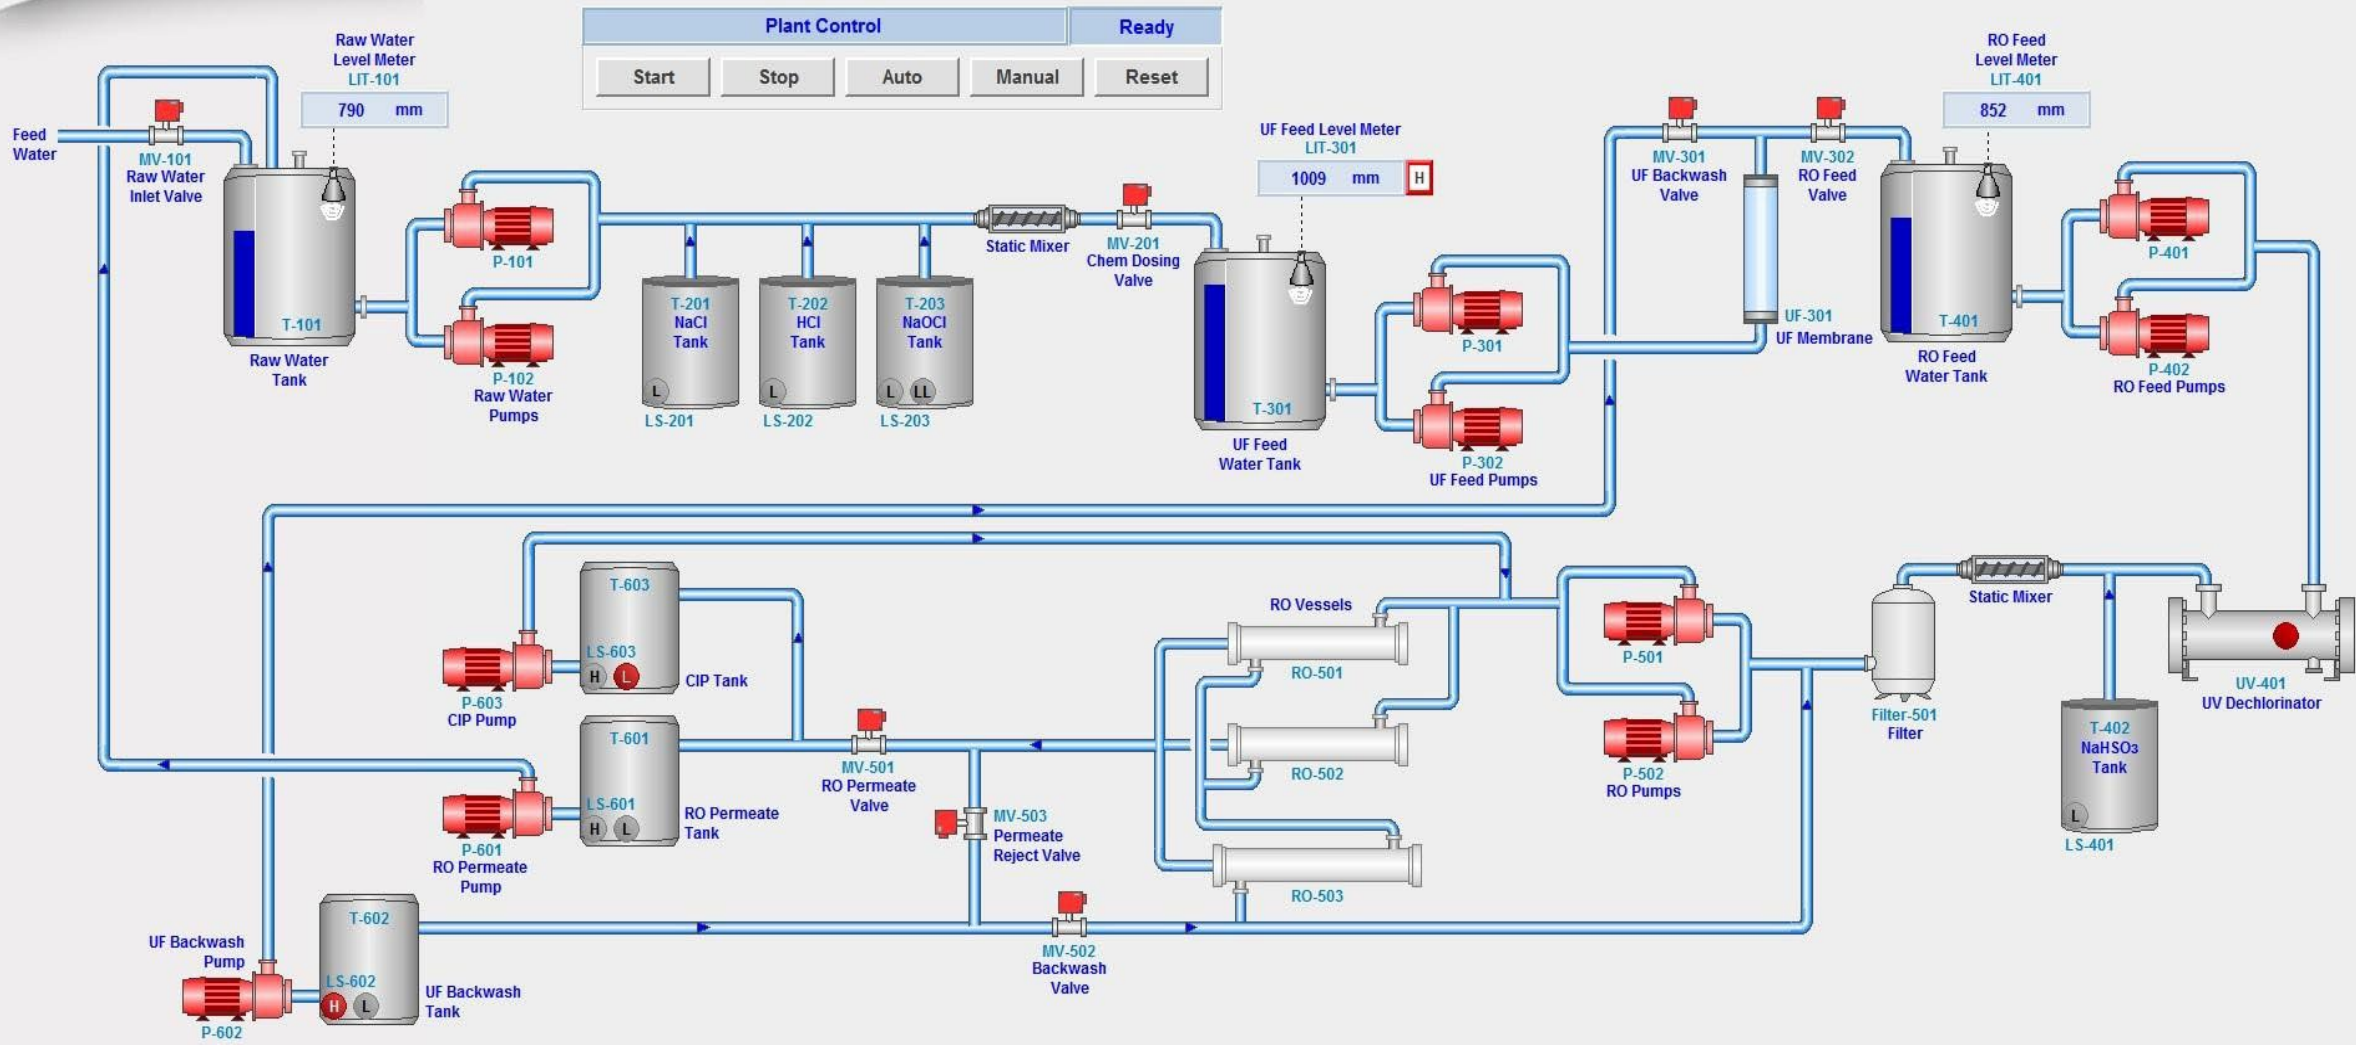 Plant Control
Ready
Start
Stop
Auto
Manual
Reset
Raw Water
Level Meter
LIT-101
790 mm
Feed
Water
MV-101
Raw Water
Inlet Valve
T-101
Raw Water
Tank
P-101
P-102
Raw Water
Pumps
T-201
NaCl
Tank
L
LS-201
T-202
HCl
Tank
L
LS-202
T-203
NaOCl
Tank
L LL
LS-203
Static Mixer
MV-201
Chem Dosing
Valve
UF Feed Level Meter
LIT-301
1009 mm
H
T-301
UF Feed
Water Tank
P-301
P-302
UF Feed Pumps
MV-301
UF Backwash
Valve
MV-302
RO Feed
Valve
UF-301
UF Membrane
RO Feed
Level Meter
LIT-401
852 mm
T-401
RO Feed
Water Tank
P-401
P-402
RO Feed Pumps
T-603
LS-603
H L
CIP Tank
P-603
CIP Pump
T-601
LS-601
H L
RO Permeate
Tank
P-601
RO Permeate
Pump
MV-501
RO Permeate
Valve
MV-503
Permeate
Reject Valve
RO Vessels
RO-501
RO-502
RO-503
P-501
P-502
RO Pumps
Filter-501
Filter
Static Mixer
UV-401
UV Dechlorinator
T-402
NaHSO3
Tank
L
LS-401
UF Backwash
Pump
P-602
T-602
LS-602
H L
UF Backwash
Tank
MV-502
Backwash
Valve